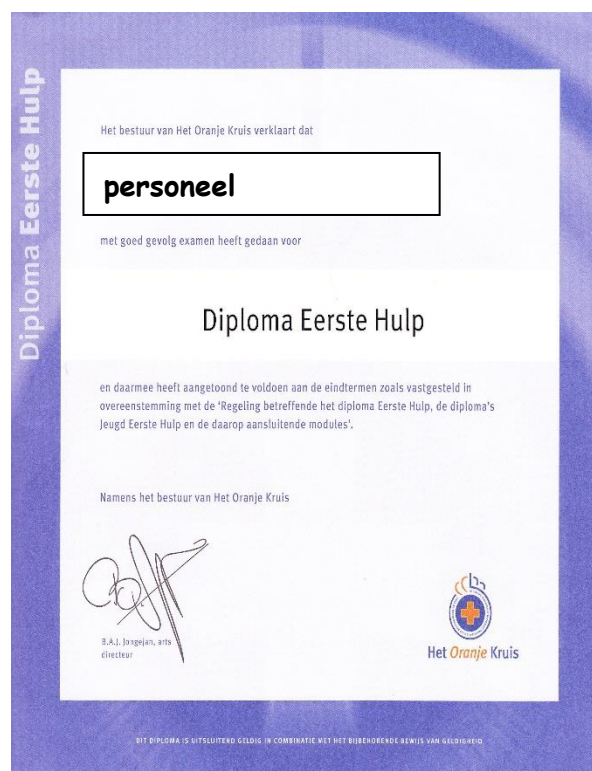 Diploma Eerste Hulp
Het bestuur van Het Oranje Kruis verklaart dat
personeel
met goed gevolg examen heeft gedaan voor
Diploma Eerste Hulp
en daarmee heeft aangetoond te voldoen aan de eindtermen zoals vastgesteld in
overeenstemming met de ‘Regeling betreffende het diploma Eerste Hulp, de diploma's
Jeugd Eerste Hulp en de daarop aansluitende modules’.
Namens het bestuur van Het Oranje Kruis
B.A.J. Jongejan, arts
directeur
Het Oranje Kruis
DIT DIPLOMA IS UITSLUITEND GELDIG IN COMBINATIE MET HET BIJBEHORENDE BEWIJS VAN GELDIGHEID